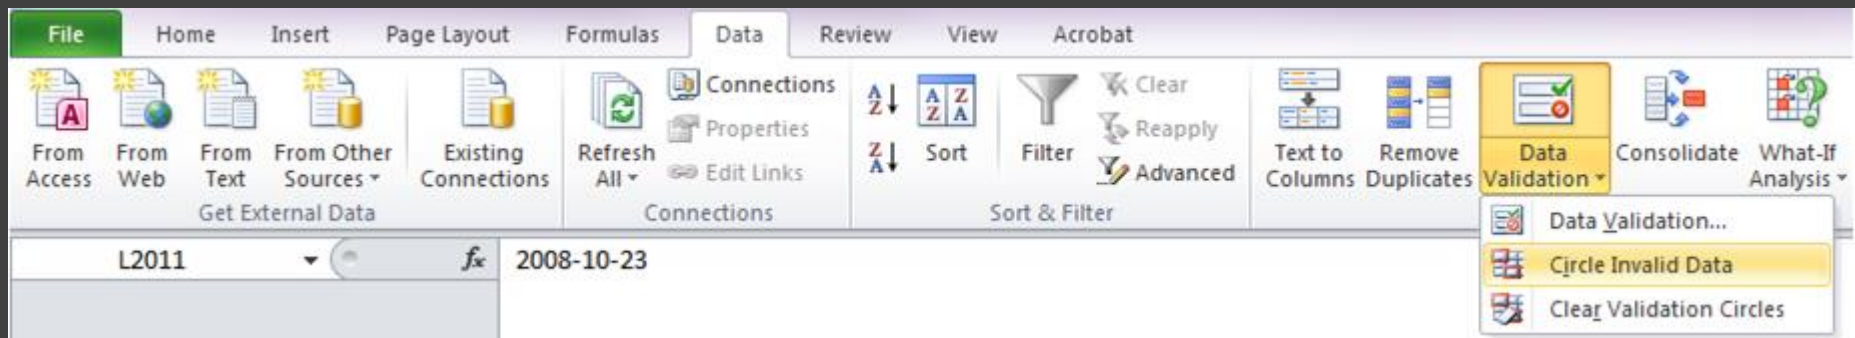 File Home Insert Page Layout Formulas Data Review View Acrobat
From Access
From Web
From Text
From Other Sources
Existing Connections
Get External Data
Refresh All
Connections
Properties
Edit Links
Connections
Sort
Filter
Clear
Reapply
Advanced
Sort & Filter
Text to Columns
Remove Duplicates
Data Validation
Consolidate
What-If Analysis
Data Validation...
Circle Invalid Data
Clear Validation Circles
L2011 fx 2008-10-23